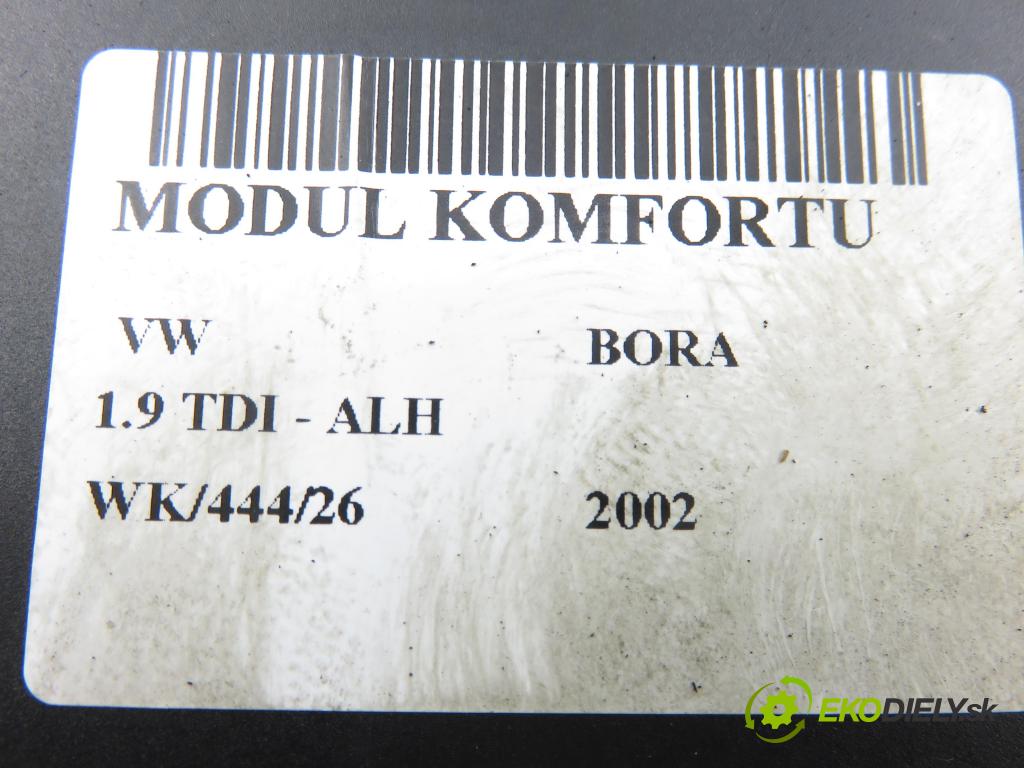 MODUL KOMFORTU
VW BORA
1.9 TDI - ALH
WK/444/26 2002
EKODIELY.sk